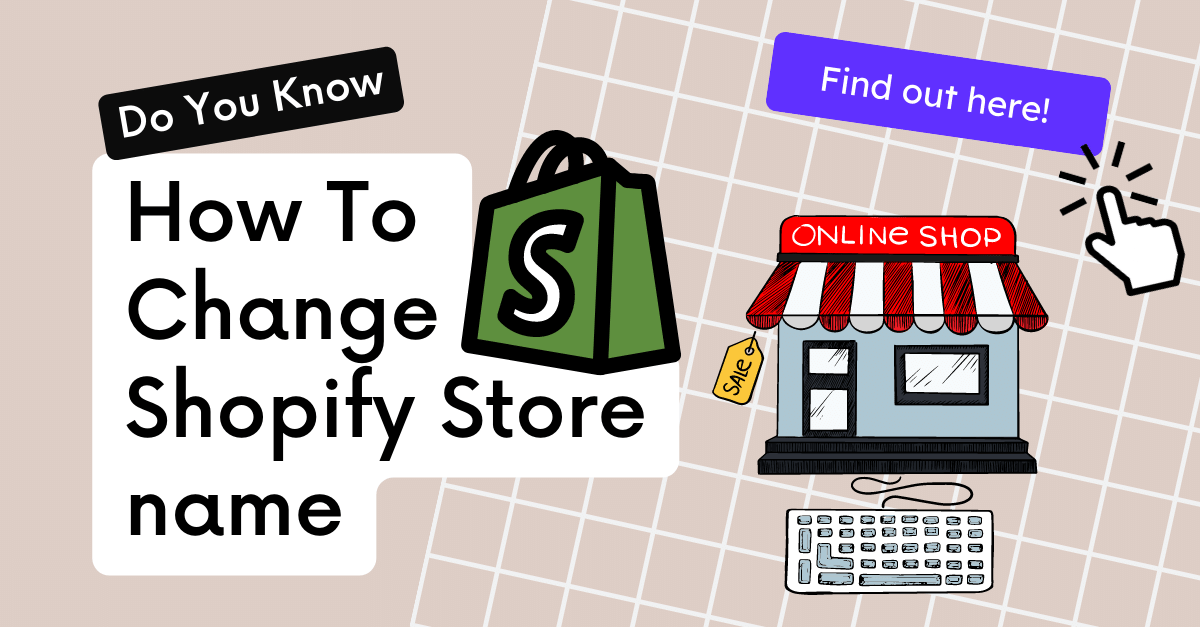 Do You Know
Find out here!
How To
Change
Shopify Store
name
S
ONLINE SHOP
SALE